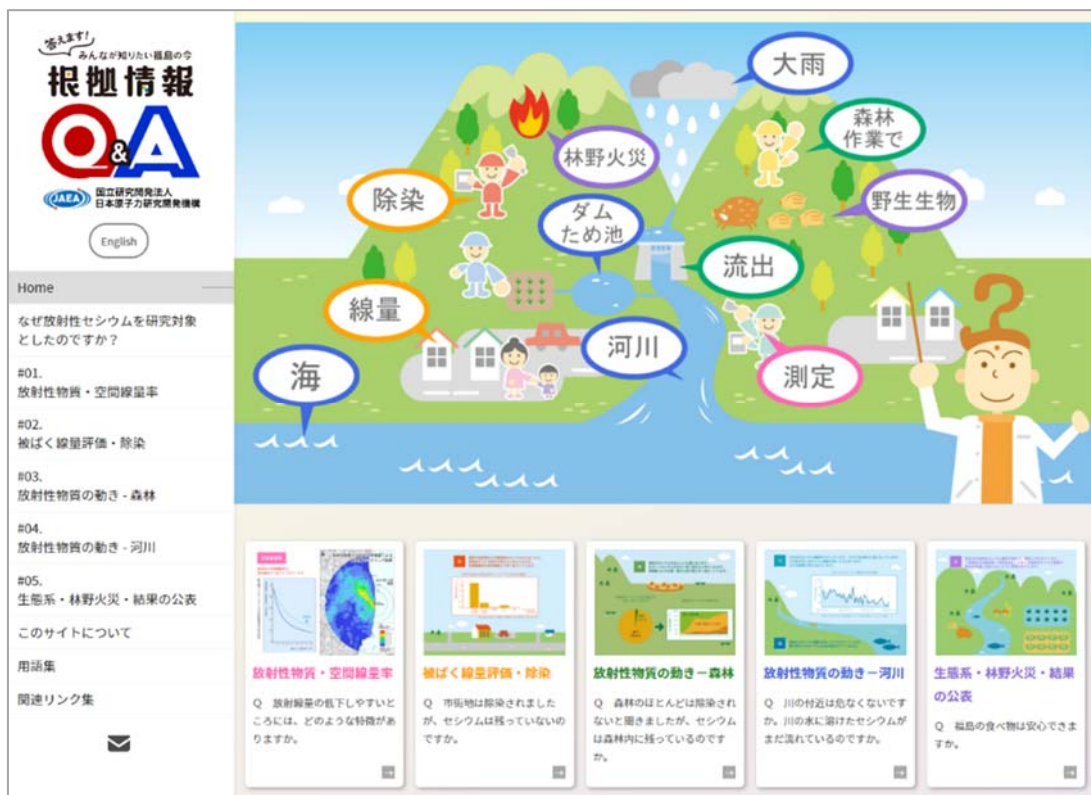 答えます!
みんなが知りたい福島の今
根拠情報
Q&A
JAEA
国立研究開発法人
日本原子力研究開発機構
English
Home
なぜ放射性セシウムを研究対象
としたのですか？
#01.
放射性物質・空間線量率
#02.
被ばく線量評価・除染
#03.
放射性物質の動き - 森林
#04.
放射性物質の動き - 河川
#05.
生態系・林野火災・結果の公表
このサイトについて
用語集
関連リンク集
大雨
森林
作業で
林野火災
除染
野生生物
ダム
ため池
流出
線量
河川
海
測定
放射性物質・空間線量率
Q　放射線量の低下しやすいと
ころには、どのような特徴があ
りますか。
被ばく線量評価・除染
Q　市街地は除染されました
が、セシウムは残っていないの
ですか。
放射性物質の動きー森林
Q　森林のほとんどは除染され
ないと聞きましたが、セシウム
は森林内に残っているのです
か。
放射性物質の動きー河川
Q　川の付近は危なくないです
か。川の水に溶けたセシウムが
まだ流れているのですか。
生態系・林野火災・結果
の公表
Q　福島の食べ物は安心できま
すか。